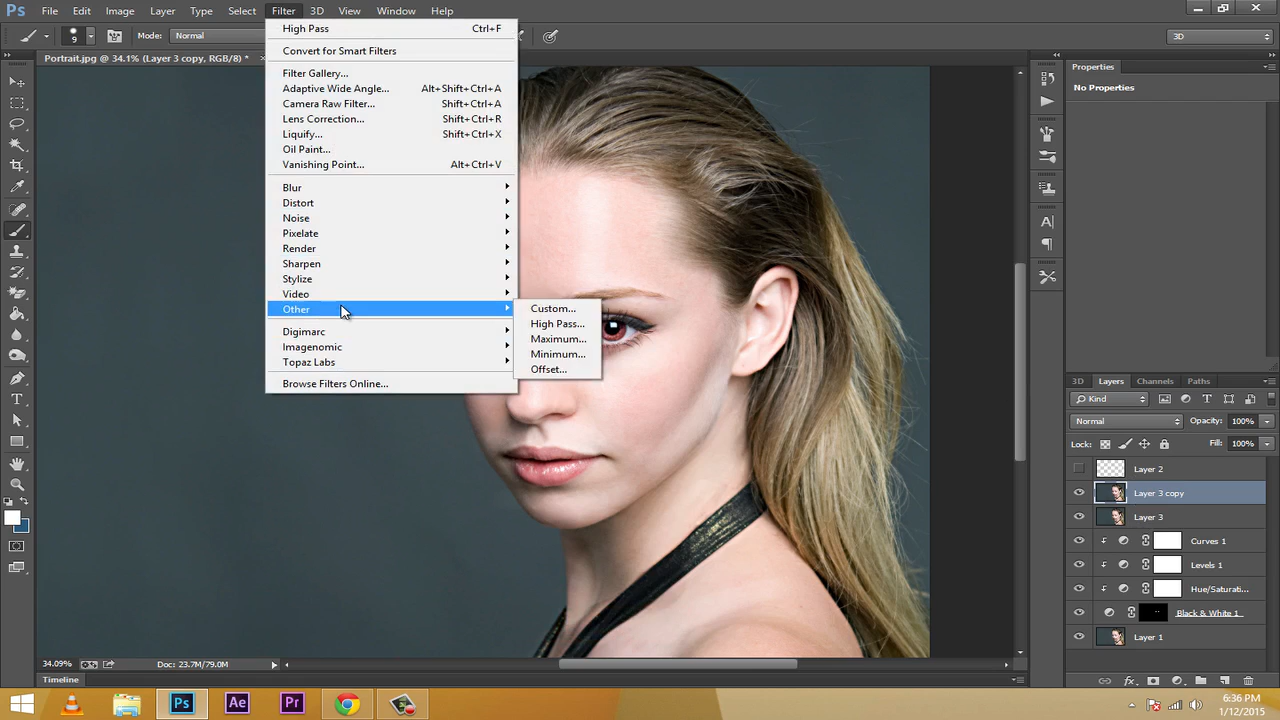 Ps File Edit Image Layer Type Select Filter 3D View Window Help
9 Mode: Normal 3D
Portrait.jpg @ 34.1% (Layer 3 copy, RGB/8) *
High Pass Ctrl+F
Convert for Smart Filters
Filter Gallery...
Adaptive Wide Angle... Alt+Shift+Ctrl+A
Camera Raw Filter... Shift+Ctrl+A
Lens Correction... Shift+Ctrl+R
Liquify... Shift+Ctrl+X
Oil Paint...
Vanishing Point... Alt+Ctrl+V
Blur
Distort
Noise
Pixelate
Render
Sharpen
Stylize
Video
Other
Digimarc
Imagenomic
Topaz Labs
Browse Filters Online...
Custom...
High Pass...
Maximum...
Minimum...
Offset...
Properties
No Properties
3D Layers Channels Paths
Kind
Normal Opacity: 100%
Lock: Fill: 100%
Layer 2
Layer 3 copy
Layer 3
Curves 1
Levels 1
Hue/Saturati...
Black & White 1
Layer 1
34.09% Doc: 23.7M/79.0M
Timeline
Ps Ae Pr
6:36 PM
1/12/2015